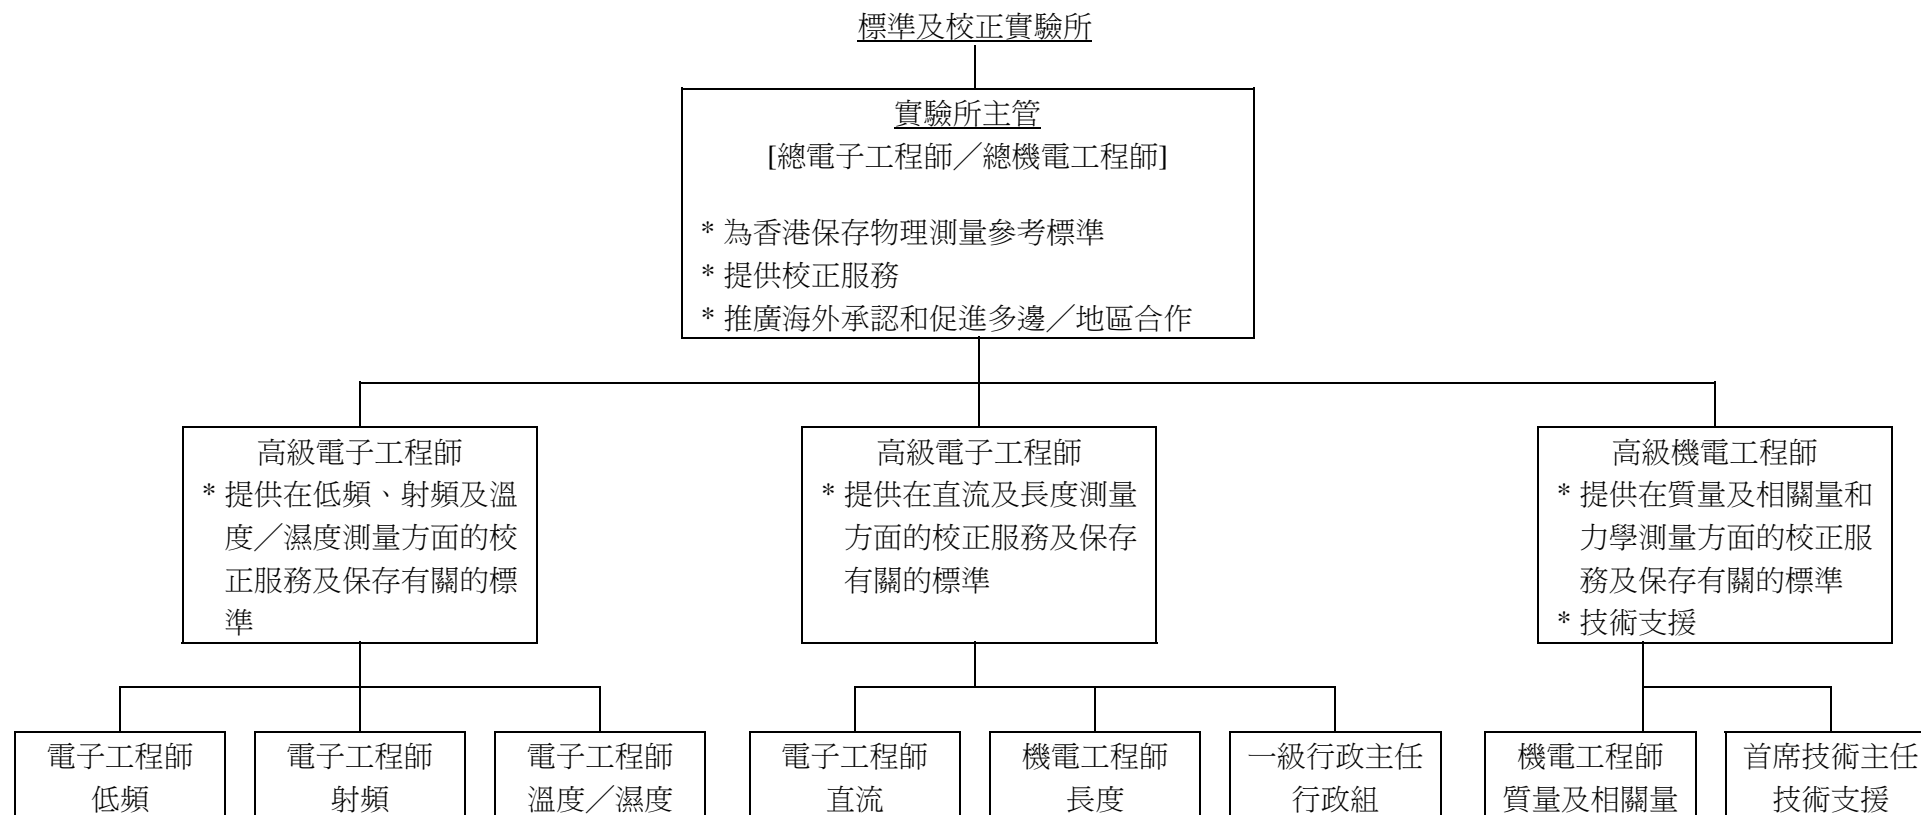 標準及校正實驗所
實驗所主管
[總電子工程師／總機電工程師]
* 為香港保存物理測量參考標準
* 提供校正服務
* 推廣海外承認和促進多邊／地區合作
高級電子工程師
* 提供在低頻、射頻及溫
度／濕度測量方面的校
正服務及保存有關的標
準
高級電子工程師
* 提供在直流及長度測量
方面的校正服務及保存
有關的標準
高級機電工程師
* 提供在質量及相關量和
力學測量方面的校正服
務及保存有關的標準
* 技術支援
電子工程師
低頻
電子工程師
射頻
電子工程師
溫度／濕度
電子工程師
直流
機電工程師
長度
一級行政主任
行政組
機電工程師
質量及相關量
首席技術主任
技術支援